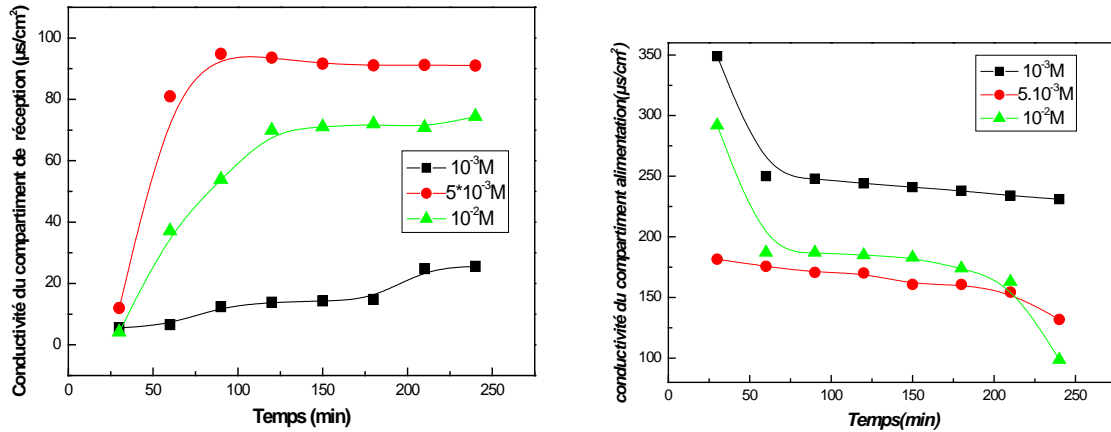 Conductivité du compartiment de réception (µs/cm²)
100
80
60
40
20
0
0 50 100 150 200 250
Temps (min)
10⁻³M
5*10⁻³M
10⁻²M
conductivité du compartiment alimentation(µs/cm²)
350
300
250
200
150
100
0 50 100 150 200 250
Temps(min)
10⁻³M
5.10⁻³M
10⁻²M